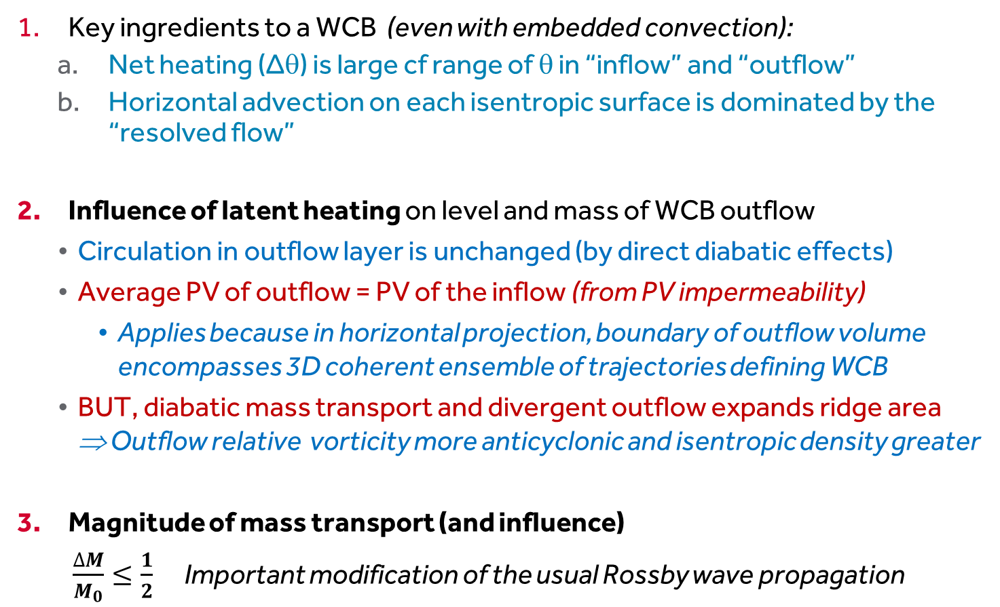 1. Key ingredients to a WCB (even with embedded convection):
a. Net heating (Δθ) is large cf range of θ in “inflow” and “outflow”
b. Horizontal advection on each isentropic surface is dominated by the
“resolved flow”
2. Influence of latent heating on level and mass of WCB outflow
• Circulation in outflow layer is unchanged (by direct diabatic effects)
• Average PV of outflow = PV of the inflow (from PV impermeability)
• Applies because in horizontal projection, boundary of outflow volume
encompasses 3D coherent ensemble of trajectories defining WCB
• BUT, diabatic mass transport and divergent outflow expands ridge area
⇒ Outflow relative vorticity more anticyclonic and isentropic density greater
3. Magnitude of mass transport (and influence)
ΔM/M₀ ≤ 1/2 Important modification of the usual Rossby wave propagation